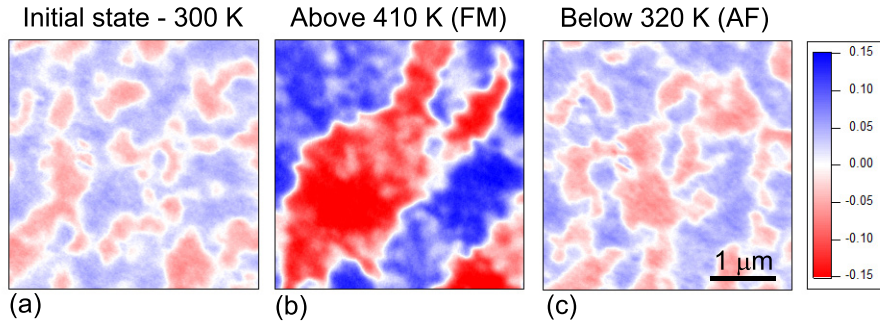 Initial state - 300 K
Above 410 K (FM)
Below 320 K (AF)
0.15
0.10
0.05
0.00
-0.05
-0.10
-0.15
1 μm
(a)
(b)
(c)